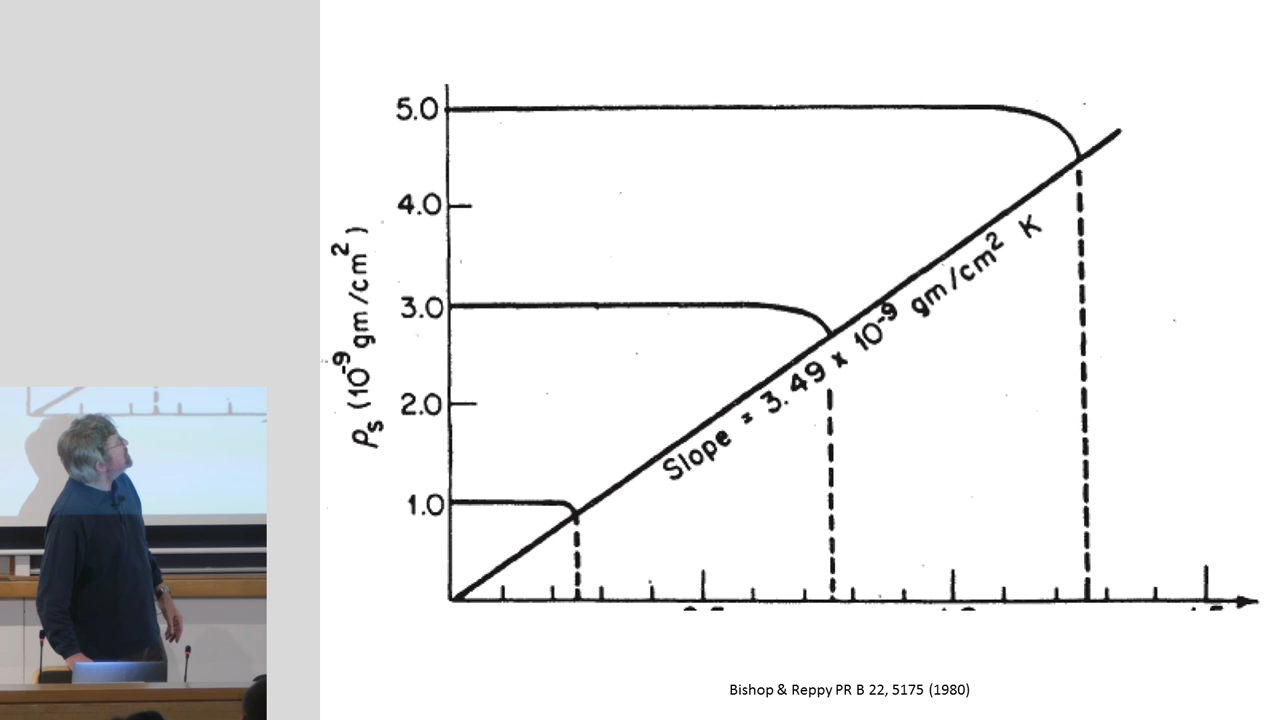 5.0
4.0
3.0
2.0
1.0
ρs (10-9 gm/cm2)
Slope = 3.49 x 10-9 gm/cm2 K
Bishop & Reppy PR B 22, 5175 (1980)